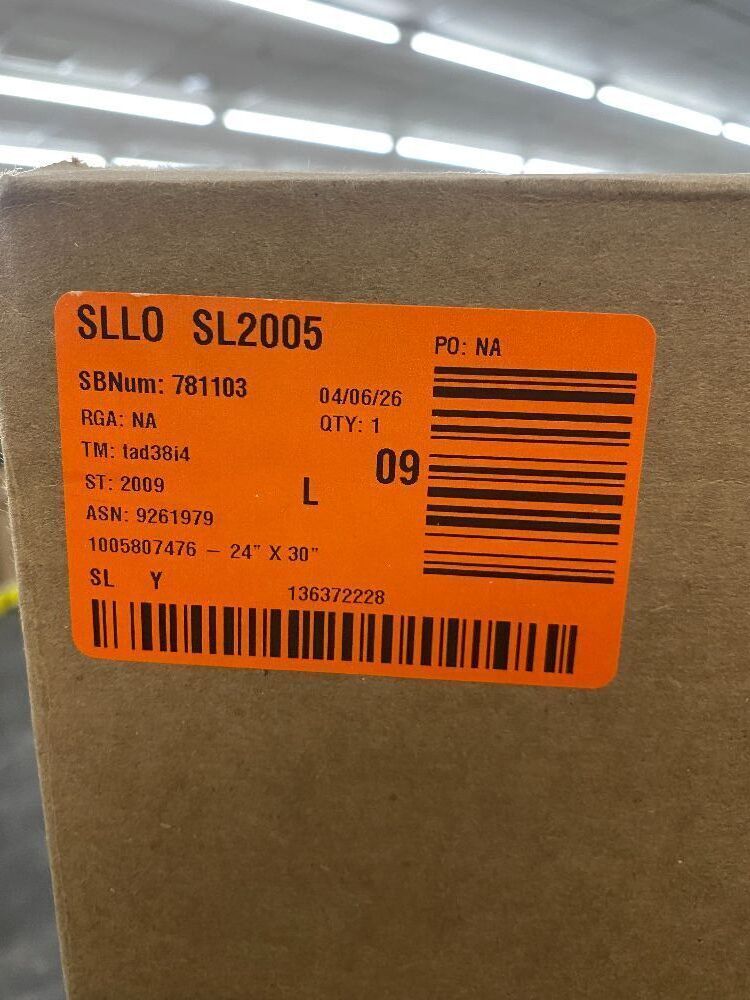 SLLO SL2005
PO: NA
SBNum: 781103
04/06/26
RGA: NA
QTY: 1
TM: tad38i4
09
ST: 2009
L
ASN: 9261979
1005807476 – 24" X 30"
SL Y
136372228